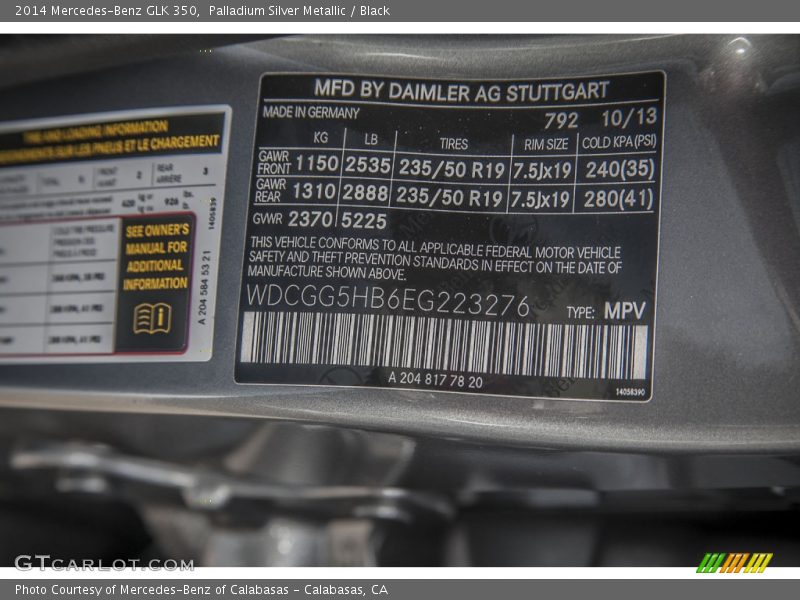 2014 Mercedes-Benz GLK 350, Palladium Silver Metallic / Black
TIRE AND LOADING INFORMATION
RENSEIGNEMENTS SUR LES PNEUS ET LE CHARGEMENT
SEE OWNER'S
MANUAL FOR
ADDITIONAL
INFORMATION
A 204 584 53 21
14058839
MFD BY DAIMLER AG STUTTGART
MADE IN GERMANY 792 10/13
KG LB TIRES RIM SIZE COLD KPA(PSI)
GAWR FRONT 1150 2535 235/50 R19 7.5Jx19 240(35)
GAWR REAR 1310 2888 235/50 R19 7.5Jx19 280(41)
GVWR 2370 5225
THIS VEHICLE CONFORMS TO ALL APPLICABLE FEDERAL MOTOR VEHICLE
SAFETY AND THEFT PREVENTION STANDARDS IN EFFECT ON THE DATE OF
MANUFACTURE SHOWN ABOVE.
WDCGG5HB6EG223276 TYPE: MPV
A 204 817 78 20
14058390
GTcarlot.com
Photo Courtesy of Mercedes-Benz of Calabasas - Calabasas, CA